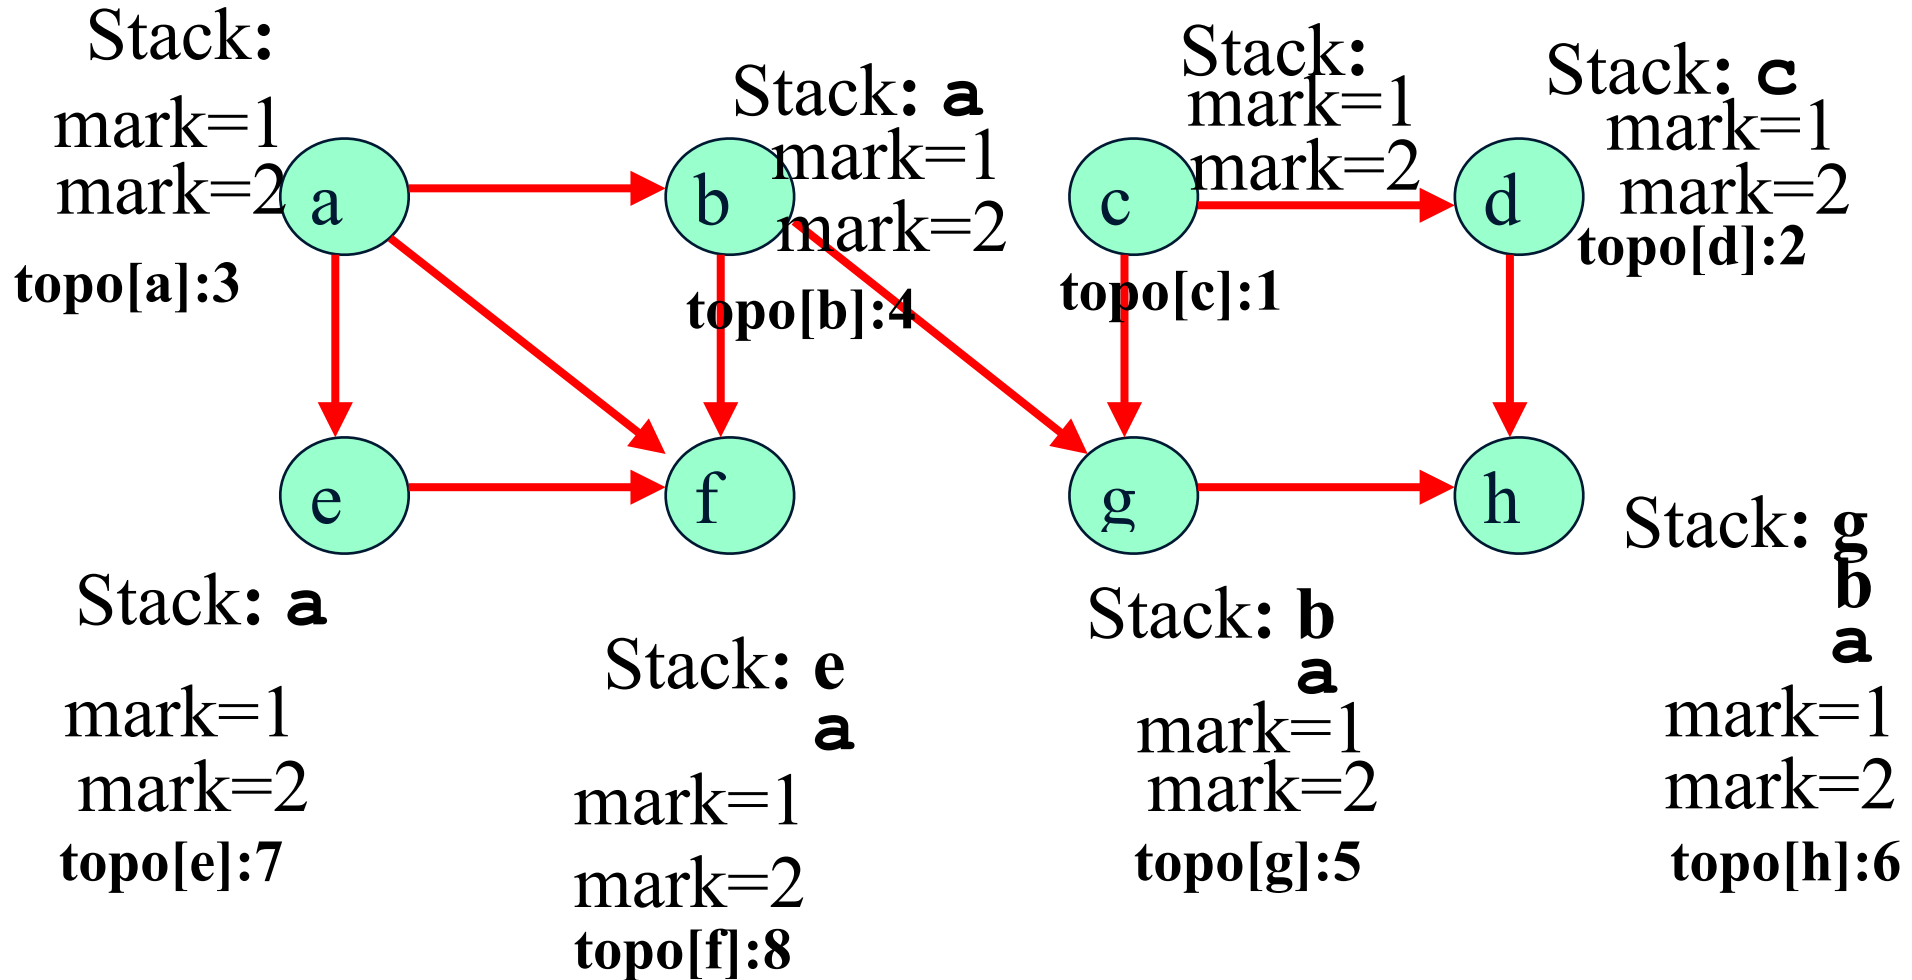 Stack:
mark=1
mark=2
a
topo[a]:3
Stack: a
mark=1
mark=2
b
topo[b]:4
Stack:
mark=1
mark=2
c
topo[c]:1
Stack: c
mark=1
mark=2
d
topo[d]:2
e
f
g
h
Stack: a
mark=1
mark=2
topo[e]:7
Stack: e
a
mark=1
mark=2
topo[f]:8
Stack: b
a
mark=1
mark=2
topo[g]:5
Stack: g
b
a
mark=1
mark=2
topo[h]:6